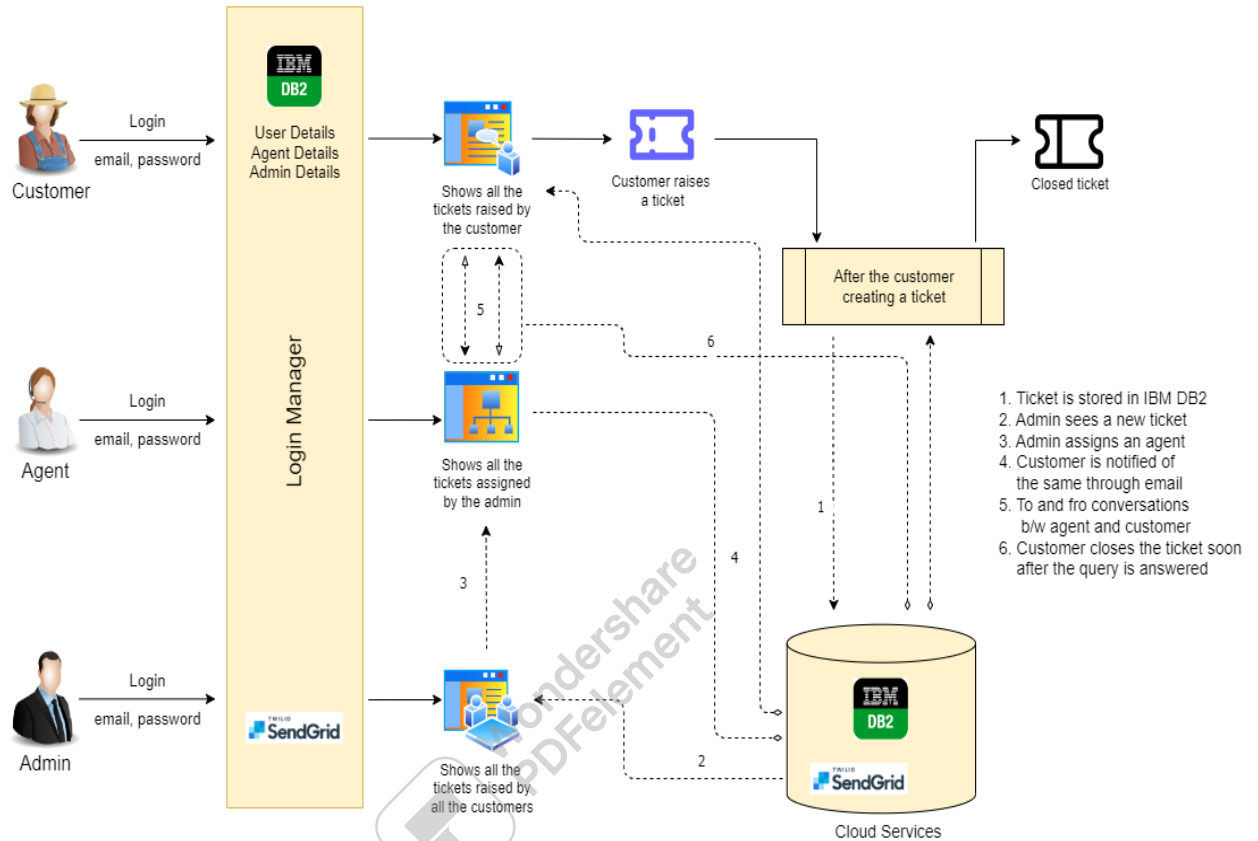 IBM
DB2
User Details
Agent Details
Admin Details
Login Manager
TWILIO
SendGrid
Login
email, password
Customer
Login
email, password
Agent
Login
email, password
Admin
Shows all the
tickets raised by
the customer
Customer raises
a ticket
Closed ticket
After the customer
creating a ticket
5
6
Shows all the
tickets assigned
by the admin
1
4
3
2
Shows all the
tickets raised by
all the customers
1. Ticket is stored in IBM DB2
2. Admin sees a new ticket
3. Admin assigns an agent
4. Customer is notified of
the same through email
5. To and fro conversations
b/w agent and customer
6. Customer closes the ticket soon
after the query is answered
IBM
DB2
TWILIO
SendGrid
Cloud Services
Wondershare
PDFelement